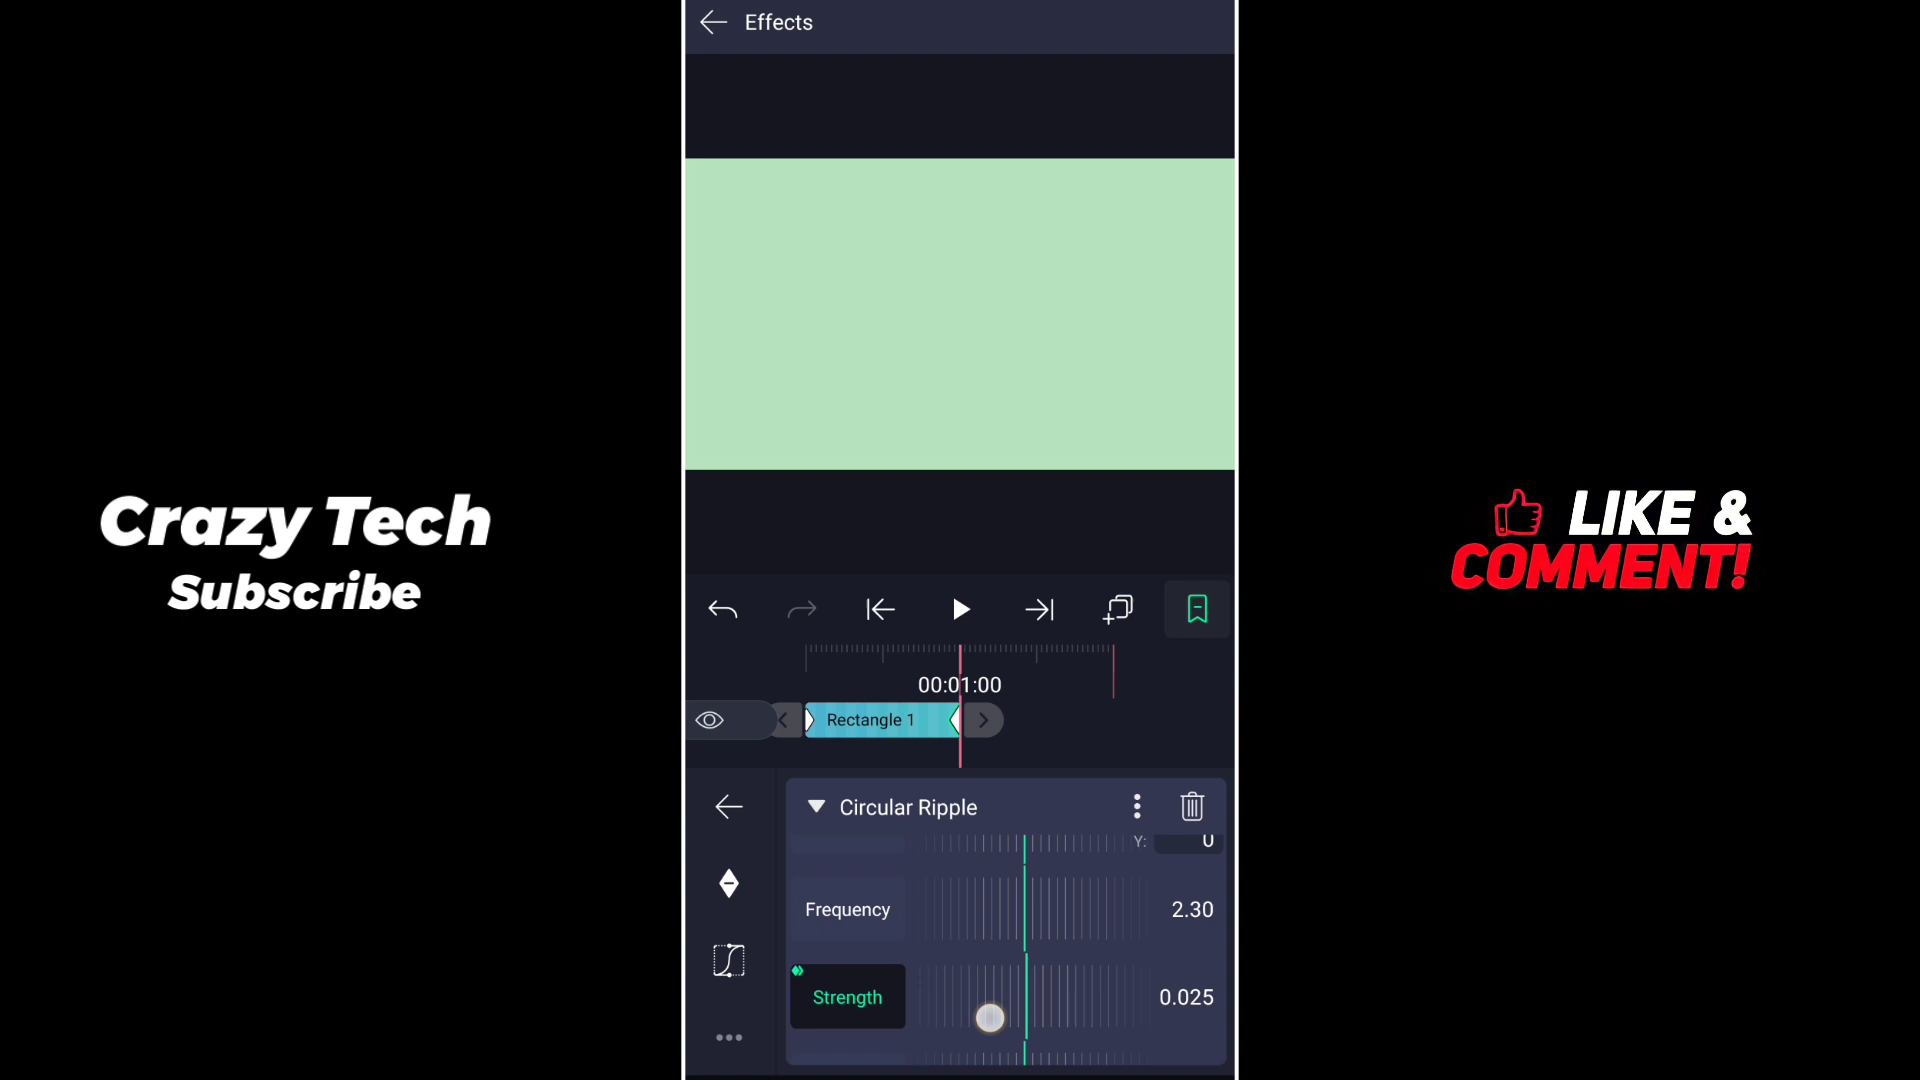 Effects
Crazy Tech
Subscribe
LIKE &
COMMENT!
00:01:00
Rectangle 1
Circular Ripple
Y: 0
Frequency 2.30
Strength 0.025